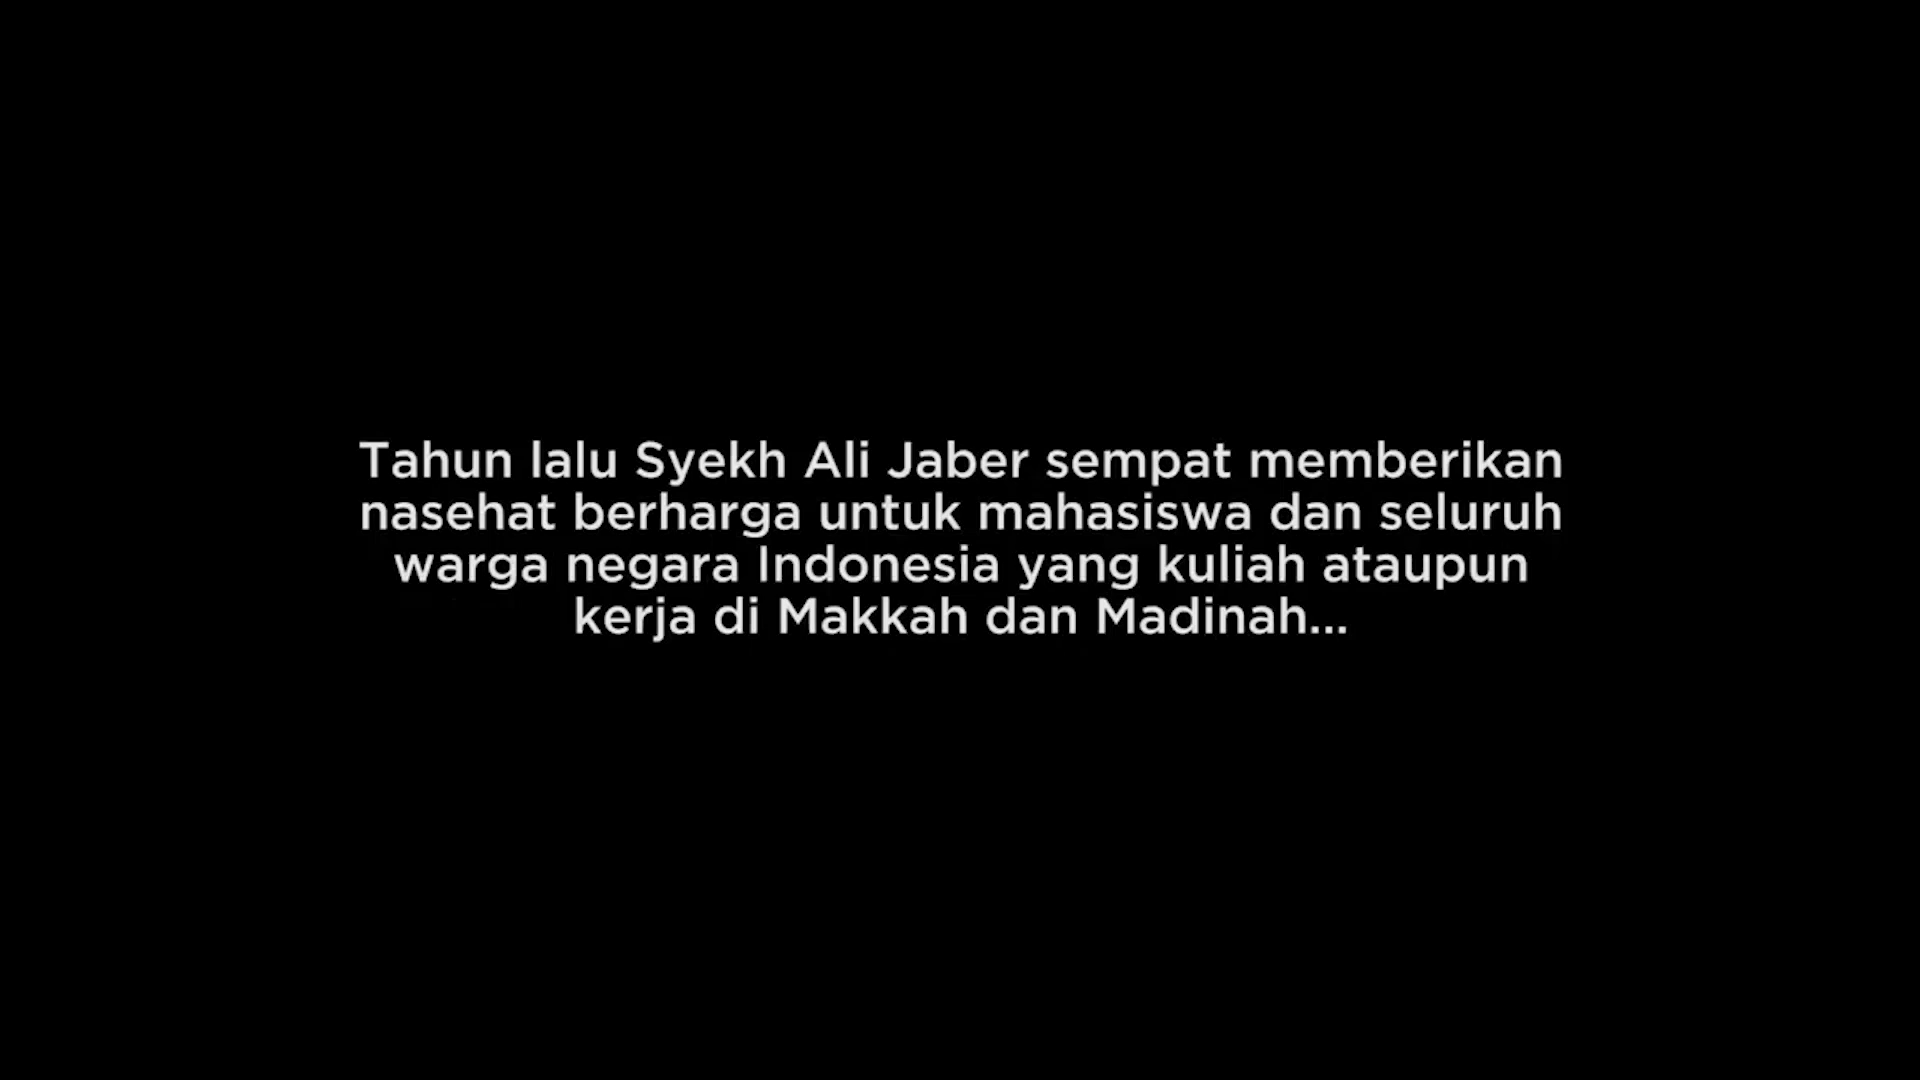 Tahun lalu Syekh Ali Jaber sempat memberikan
nasehat berharga untuk mahasiswa dan seluruh
warga negara Indonesia yang kuliah ataupun
kerja di Makkah dan Madinah...